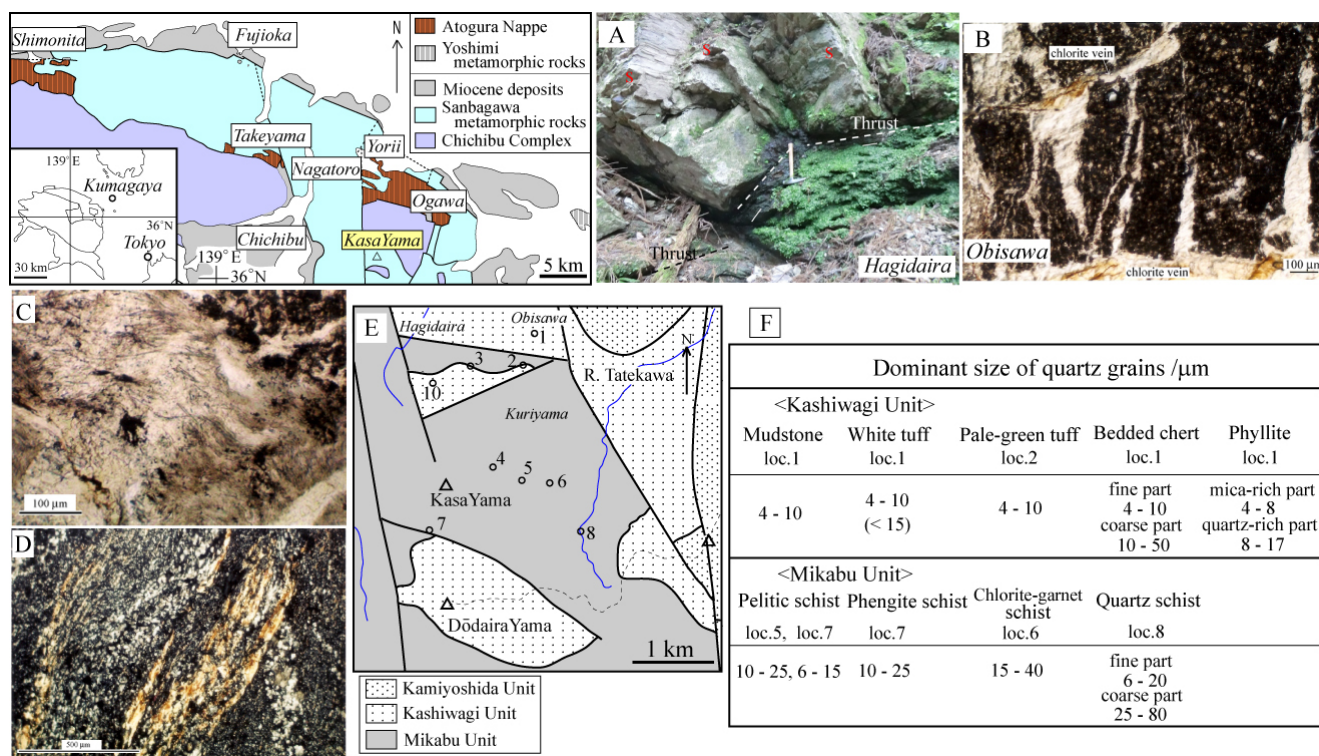 Shimonita
Fujioka
N
Takeyama
Nagatoro
Yorii
Ogawa
Chichibu
KasaYama
139° E
36° N
5 km
139° E
Kumagaya
36° N
Tokyo
30 km
Atogura Nappe
Yoshimi
metamorphic rocks
Miocene deposits
Sanbagawa
metamorphic rocks
Chichibu Complex
A
S
S
S
Thrust
Thrust
Hagidaira
B
chlorite vein
Obisawa
chlorite vein
100 μm
C
100 μm
D
500 μm
E
Hagidaira
Obisawa
1
N
3
2
10
R. Tatekawa
Kuriyama
4
5
6
KasaYama
7
8
DōdairaYama
1 km
Kamiyoshida Unit
Kashiwagi Unit
Mikabu Unit
F
Dominant size of quartz grains /μm
<Kashiwagi Unit>
Mudstone White tuff Pale-green tuff Bedded chert Phyllite
loc.1 loc.1 loc.2 loc.1 loc.1
4 - 10
4 - 10
(< 15)
4 - 10
fine part
4 - 10
coarse part
10 - 50
mica-rich part
4 - 8
quartz-rich part
8 - 17
<Mikabu Unit>
Pelitic schist Phengite schist Chlorite-garnet
schist Quartz schist
loc.5, loc.7 loc.7 loc.6 loc.8
10 - 25, 6 - 15 10 - 25 15 - 40
fine part
6 - 20
coarse part
25 - 80